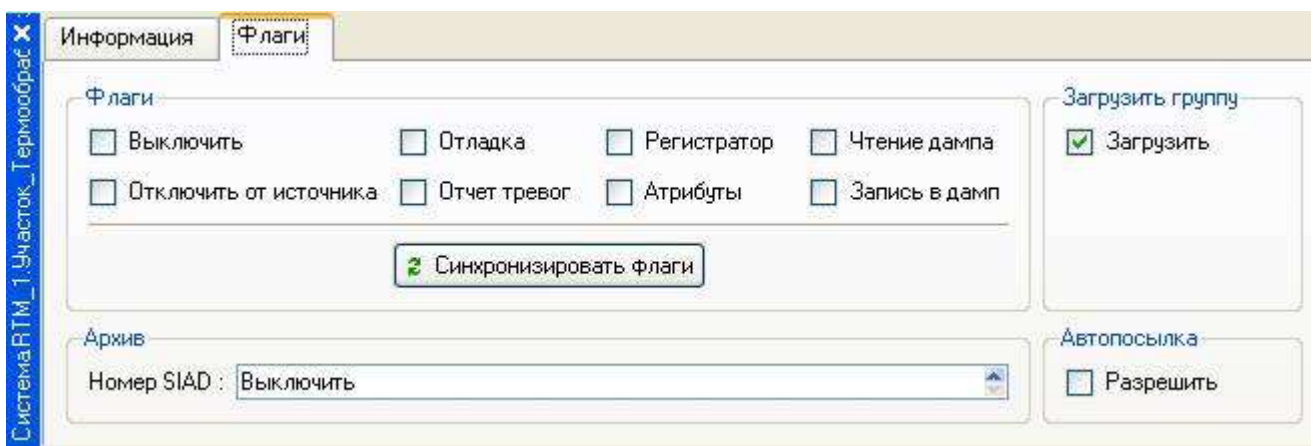 Информация
Флаги
Флаги
Загрузить группу
Выключить
Отладка
Регистратор
Чтение дампа
Загрузить
Отключить от источника
Отчет тревог
Атрибуты
Запись в дамп
Синхронизировать флаги
Архив
Автопосылка
Номер SIAD :
Выключить
Разрешить
СистемаRTM_1.Участок_Термообраб